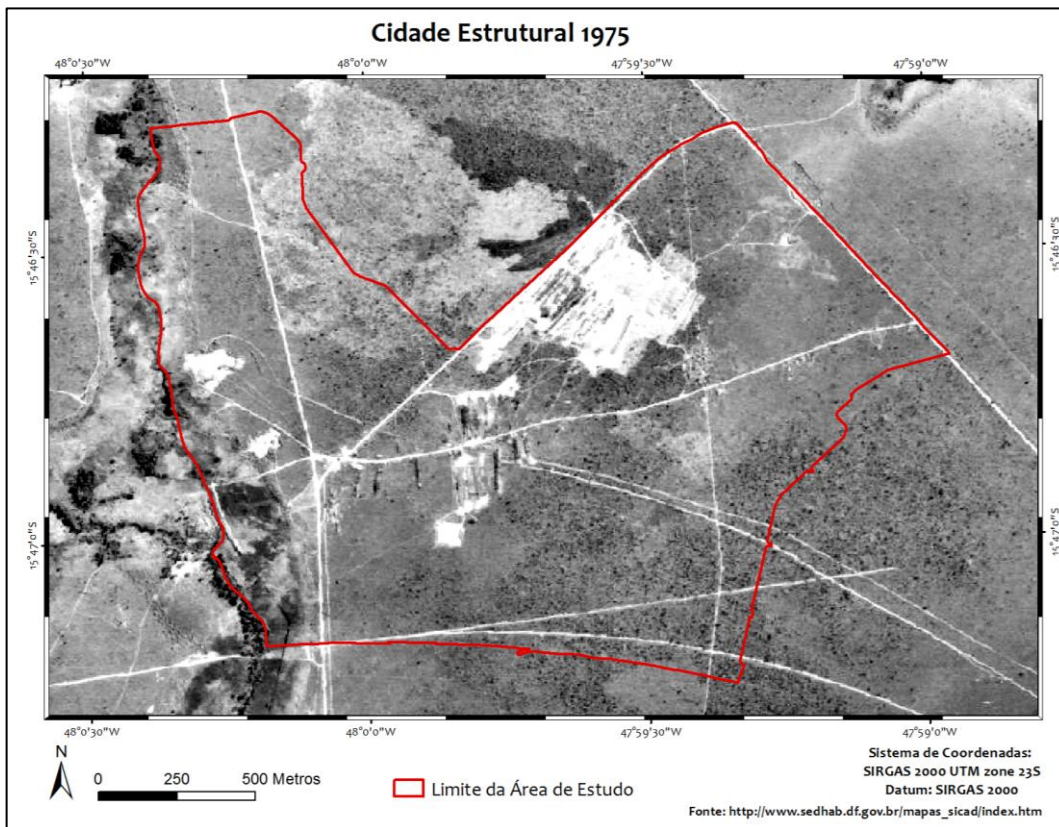 Cidade Estrutural 1975
48°0'30"W 48°0'0"W 47°59'30"W 47°59'0"W
15°46'30"S 15°46'30"S
15°47'0"S 15°47'0"S
48°0'30"W 48°0'0"W 47°59'30"W 47°59'0"W
N
0 250 500 Metros
Limite da Área de Estudo
Sistema de Coordenadas:
SIRGAS 2000 UTM zone 23S
Datum: SIRGAS 2000
Fonte: http://www.sedhab.df.gov.br/mapas_sicad/index.htm